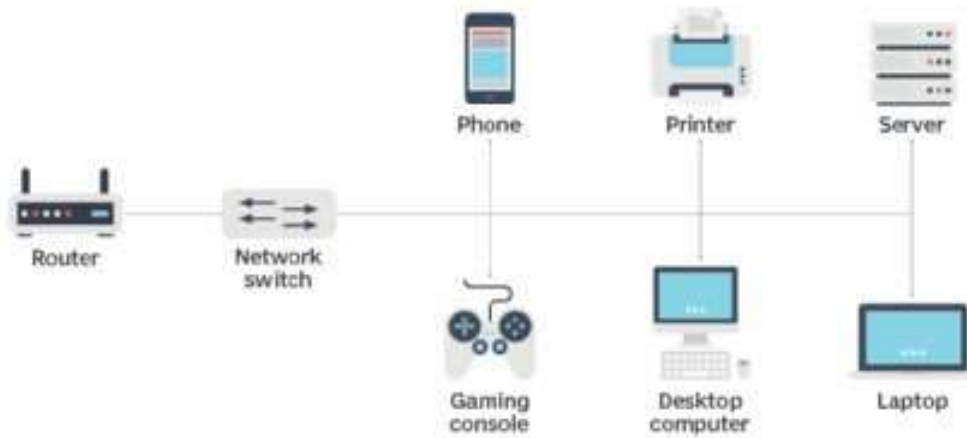 Phone
Printer
Server
Router
Network
switch
Gaming
console
Desktop
computer
Laptop